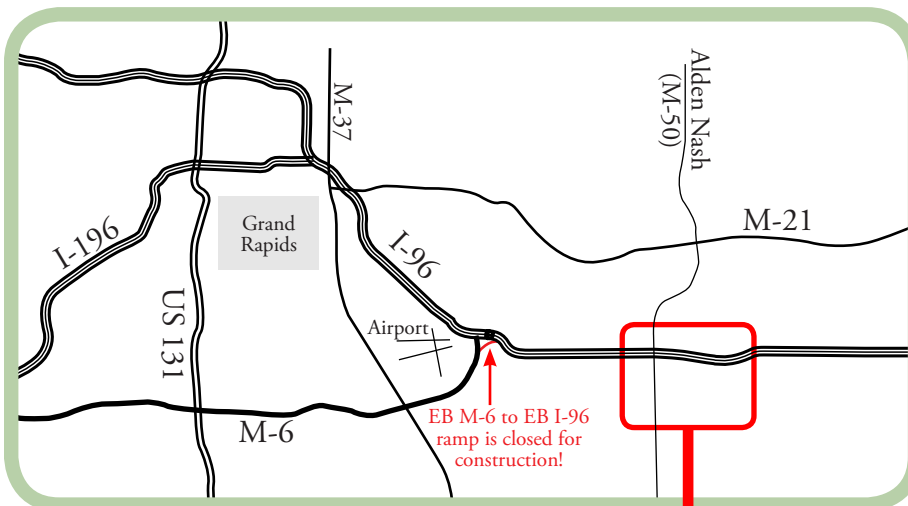 M-37
Alden Nash
(M-50)
Grand
Rapids
M-21
I-196
I-96
US 131
Airport
EB M-6 to EB I-96
ramp is closed for
construction!
M-6